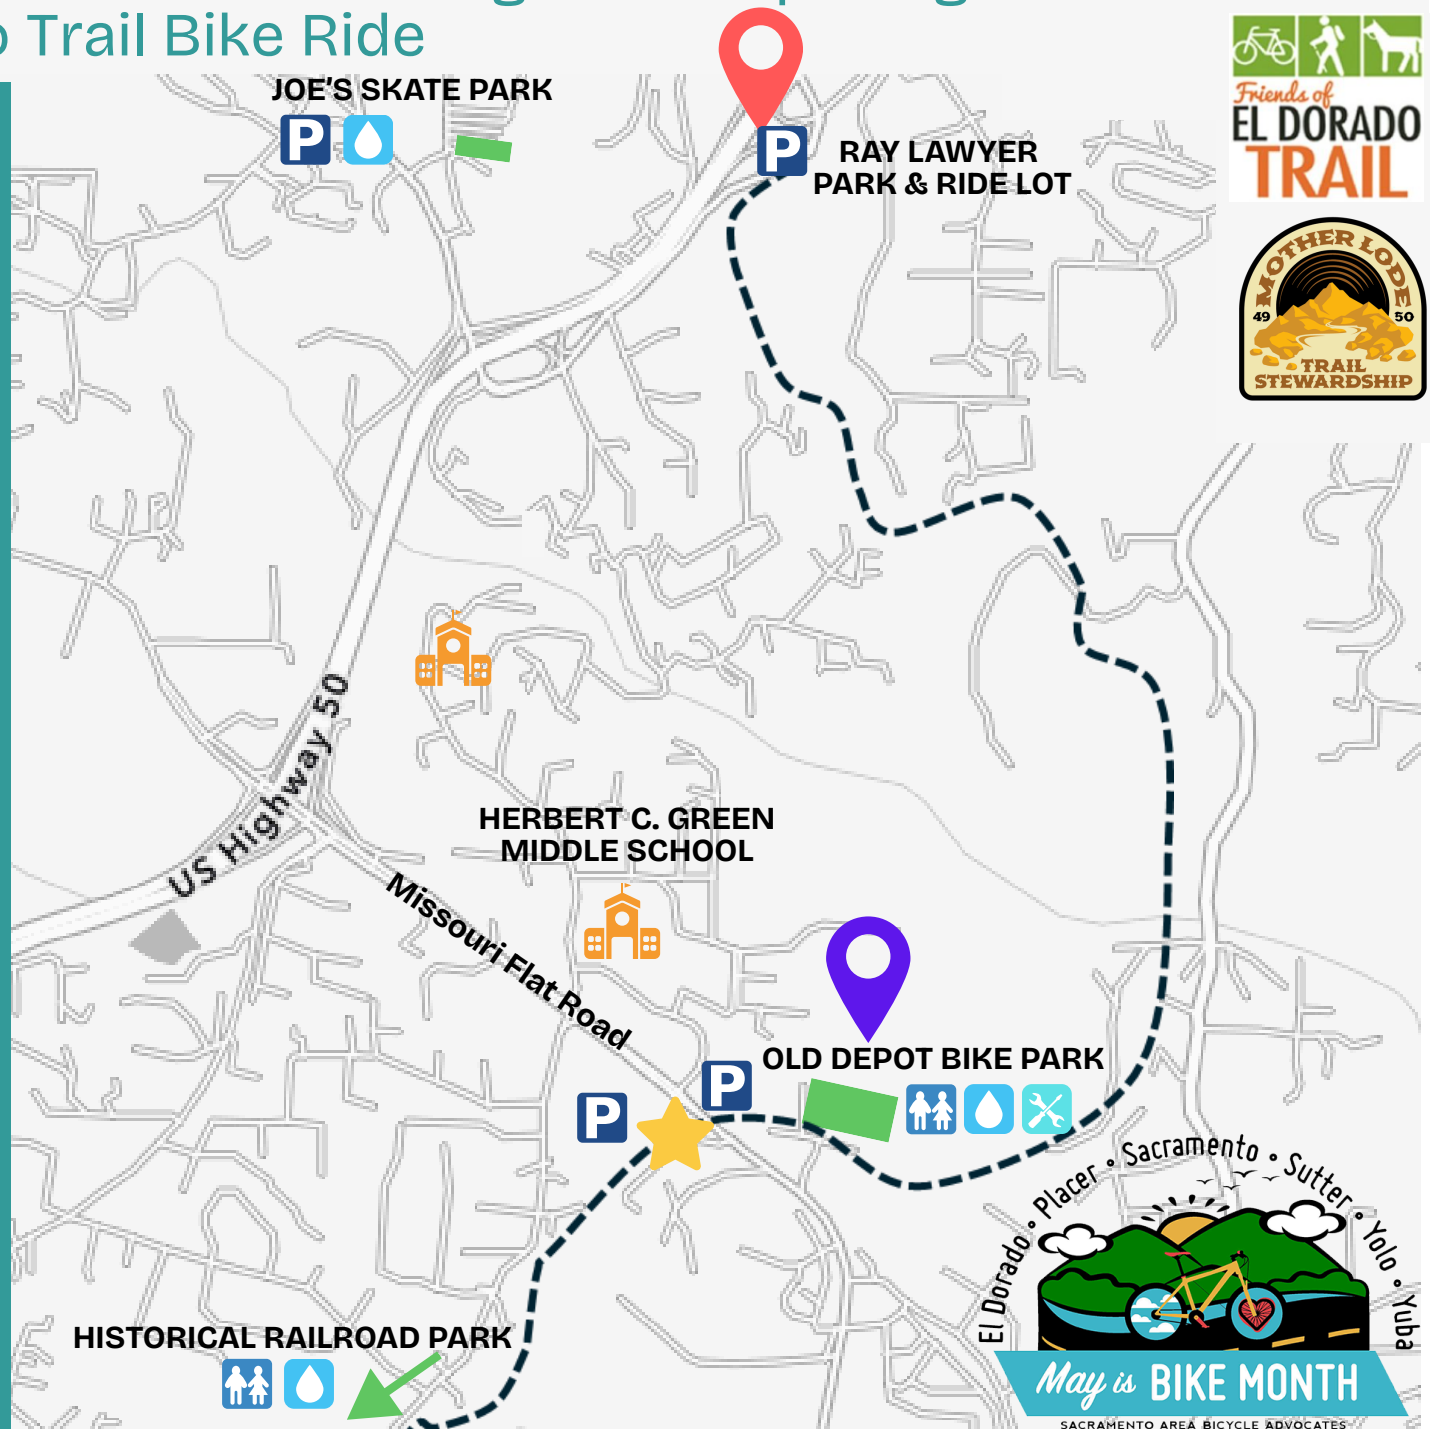 Trail Bike Ride
JOE'S SKATE PARK
P
P
RAY LAWYER
PARK & RIDE LOT
Friends of
EL DORADO
TRAIL
MOTHER LODE
49 50
TRAIL
STEWARDSHIP
US Highway 50
HERBERT C. GREEN
MIDDLE SCHOOL
Missouri Flat Road
OLD DEPOT BIKE PARK
P
P
HISTORICAL RAILROAD PARK
El Dorado • Placer • Sacramento • Sutter • Yolo • Yuba
May is BIKE MONTH
SACRAMENTO AREA BICYCLE ADVOCATES